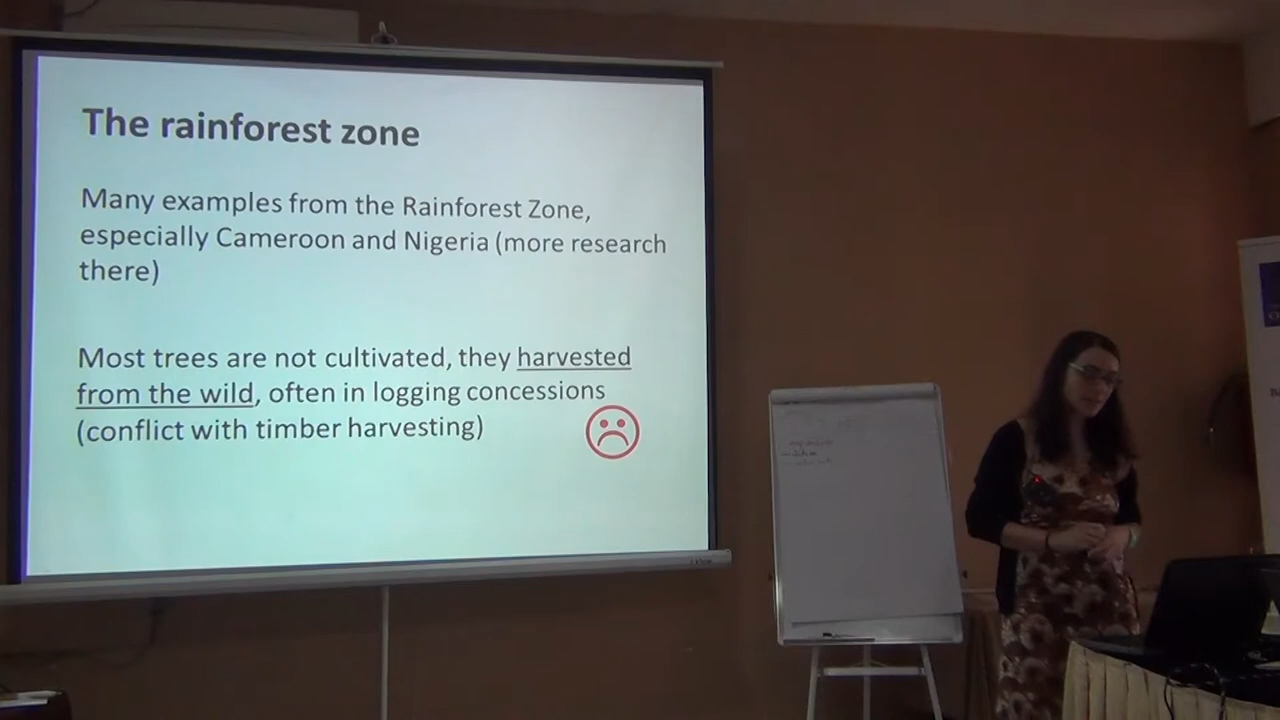 The rainforest zone
Many examples from the Rainforest Zone,
especially Cameroon and Nigeria (more research
there)
Most trees are not cultivated, they harvested
from the wild, often in logging concessions
(conflict with timber harvesting)